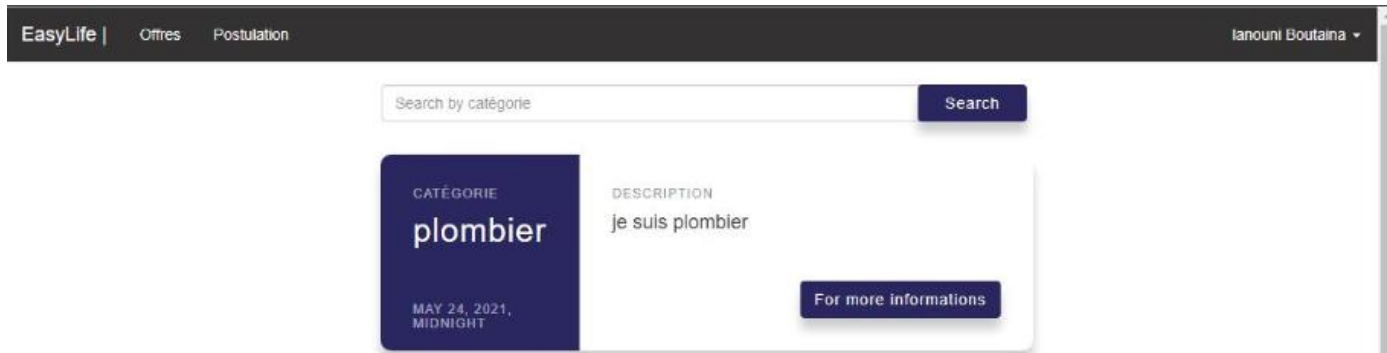 EasyLife | Offres Postulation Ianouni Boutaina
Search by catégorie Search
CATÉGORIE
plombier
MAY 24, 2021,
MIDNIGHT
DESCRIPTION
je suis plombier
For more informations